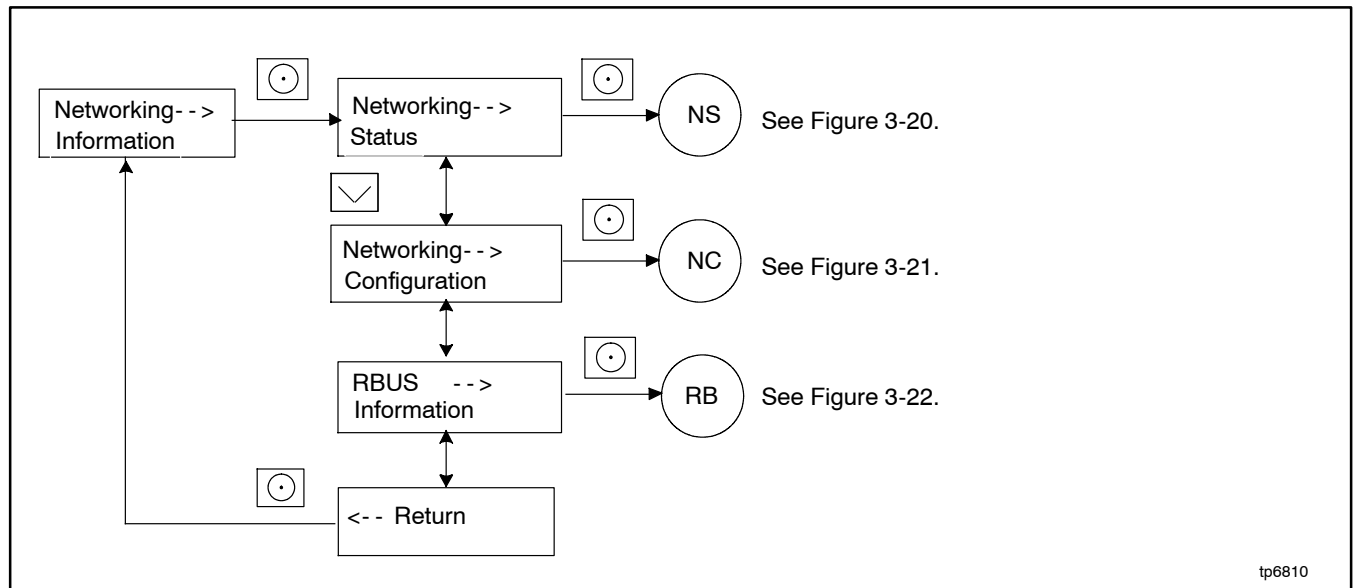 Networking-->
Information
Networking-->
Status
NS
See Figure 3-20.
Networking-->
Configuration
NC
See Figure 3-21.
RBUS -->
Information
RB
See Figure 3-22.
<-- Return
tp6810